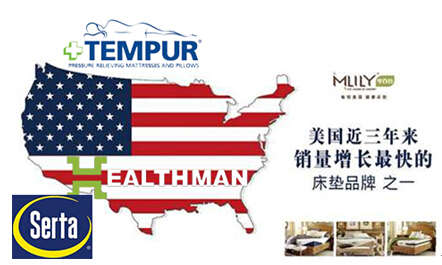 TEMPUR®
PRESSURE RELIEVING MATTRESSES AND PILLOWS
MLILY
HEALTHMAN
美国近三年来
销量增长最快的
床垫品牌 之一
Serta®